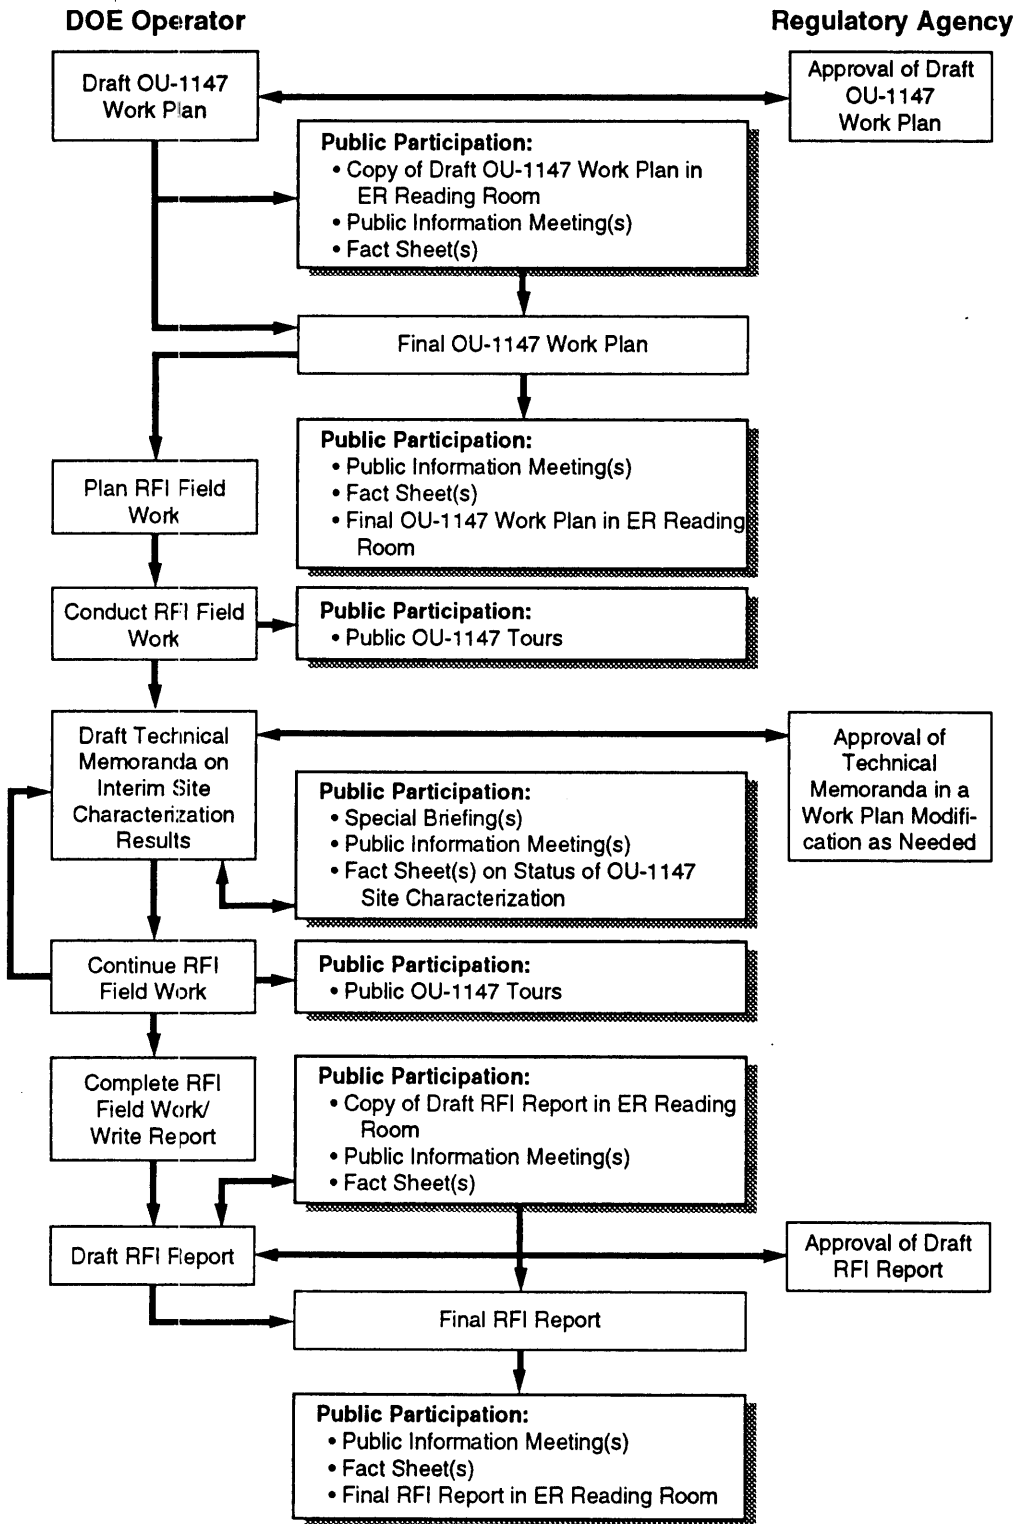 DOE Operator
Regulatory Agency
Draft OU-1147
Work Plan
Approval of Draft
OU-1147
Work Plan
Public Participation:
• Copy of Draft OU-1147 Work Plan in
ER Reading Room
• Public Information Meeting(s)
• Fact Sheet(s)
Final OU-1147 Work Plan
Public Participation:
• Public Information Meeting(s)
• Fact Sheet(s)
• Final OU-1147 Work Plan in ER Reading
Room
Plan RFI Field
Work
Conduct RFI Field
Work
Public Participation:
• Public OU-1147 Tours
Draft Technical
Memoranda on
Interim Site
Characterization
Results
Approval of
Technical
Memoranda in a
Work Plan Modifi-
cation as Needed
Public Participation:
• Special Briefing(s)
• Public Information Meeting(s)
• Fact Sheet(s) on Status of OU-1147
Site Characterization
Continue RFI
Field Work
Public Participation:
• Public OU-1147 Tours
Complete RFI
Field Work/
Write Report
Public Participation:
• Copy of Draft RFI Report in ER Reading
Room
• Public Information Meeting(s)
• Fact Sheet(s)
Draft RFI Report
Approval of Draft
RFI Report
Final RFI Report
Public Participation:
• Public Information Meeting(s)
• Fact Sheet(s)
• Final RFI Report in ER Reading Room